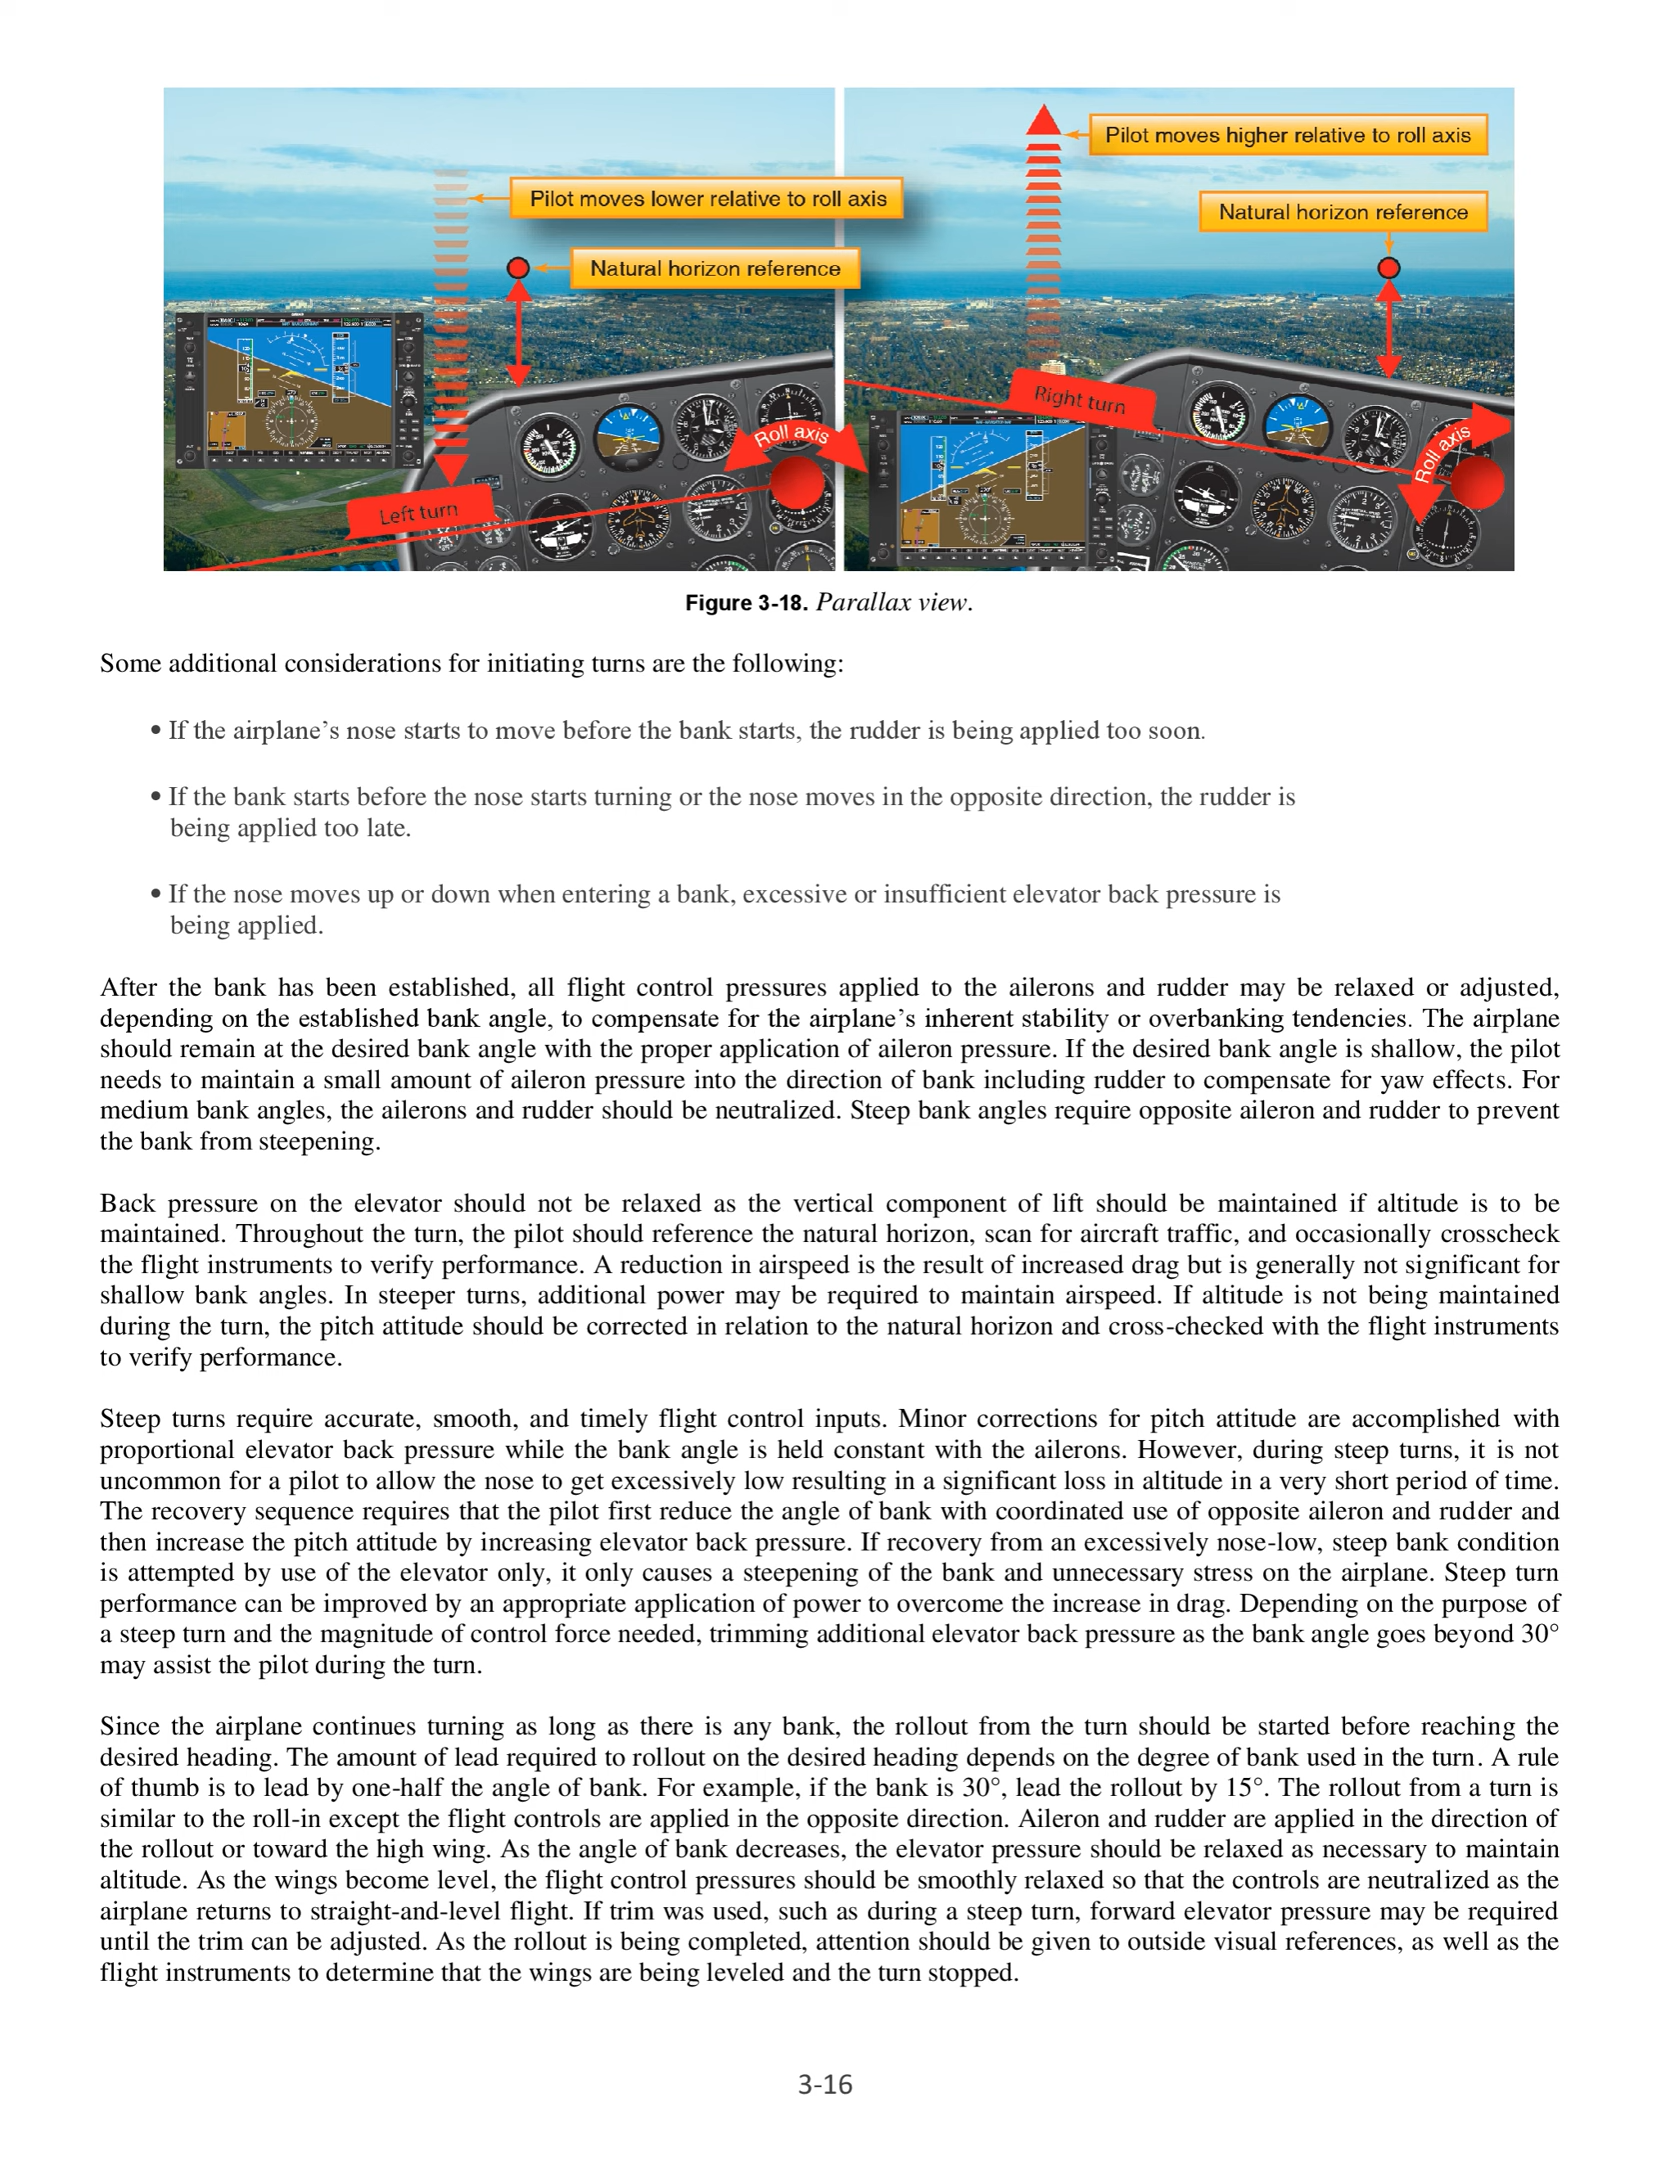 Pilot moves higher relative to roll axis
Pilot moves lower relative to roll axis
Natural horizon reference
Natural horizon reference
Right turn
Roll axis
Roll axis
Left turn
Figure 3-18. Parallax view.
Some additional considerations for initiating turns are the following:
• If the airplane’s nose starts to move before the bank starts, the rudder is being applied too soon.
• If the bank starts before the nose starts turning or the nose moves in the opposite direction, the rudder is
being applied too late.
• If the nose moves up or down when entering a bank, excessive or insufficient elevator back pressure is
being applied.
After the bank has been established, all flight control pressures applied to the ailerons and rudder may be relaxed or adjusted,
depending on the established bank angle, to compensate for the airplane’s inherent stability or overbanking tendencies. The airplane
should remain at the desired bank angle with the proper application of aileron pressure. If the desired bank angle is shallow, the pilot
needs to maintain a small amount of aileron pressure into the direction of bank including rudder to compensate for yaw effects. For
medium bank angles, the ailerons and rudder should be neutralized. Steep bank angles require opposite aileron and rudder to prevent
the bank from steepening.
Back pressure on the elevator should not be relaxed as the vertical component of lift should be maintained if altitude is to be
maintained. Throughout the turn, the pilot should reference the natural horizon, scan for aircraft traffic, and occasionally crosscheck
the flight instruments to verify performance. A reduction in airspeed is the result of increased drag but is generally not significant for
shallow bank angles. In steeper turns, additional power may be required to maintain airspeed. If altitude is not being maintained
during the turn, the pitch attitude should be corrected in relation to the natural horizon and cross-checked with the flight instruments
to verify performance.
Steep turns require accurate, smooth, and timely flight control inputs. Minor corrections for pitch attitude are accomplished with
proportional elevator back pressure while the bank angle is held constant with the ailerons. However, during steep turns, it is not
uncommon for a pilot to allow the nose to get excessively low resulting in a significant loss in altitude in a very short period of time.
The recovery sequence requires that the pilot first reduce the angle of bank with coordinated use of opposite aileron and rudder and
then increase the pitch attitude by increasing elevator back pressure. If recovery from an excessively nose-low, steep bank condition
is attempted by use of the elevator only, it only causes a steepening of the bank and unnecessary stress on the airplane. Steep turn
performance can be improved by an appropriate application of power to overcome the increase in drag. Depending on the purpose of
a steep turn and the magnitude of control force needed, trimming additional elevator back pressure as the bank angle goes beyond 30°
may assist the pilot during the turn.
Since the airplane continues turning as long as there is any bank, the rollout from the turn should be started before reaching the
desired heading. The amount of lead required to rollout on the desired heading depends on the degree of bank used in the turn. A rule
of thumb is to lead by one-half the angle of bank. For example, if the bank is 30°, lead the rollout by 15°. The rollout from a turn is
similar to the roll-in except the flight controls are applied in the opposite direction. Aileron and rudder are applied in the direction of
the rollout or toward the high wing. As the angle of bank decreases, the elevator pressure should be relaxed as necessary to maintain
altitude. As the wings become level, the flight control pressures should be smoothly relaxed so that the controls are neutralized as the
airplane returns to straight-and-level flight. If trim was used, such as during a steep turn, forward elevator pressure may be required
until the trim can be adjusted. As the rollout is being completed, attention should be given to outside visual references, as well as the
flight instruments to determine that the wings are being leveled and the turn stopped.
3-16